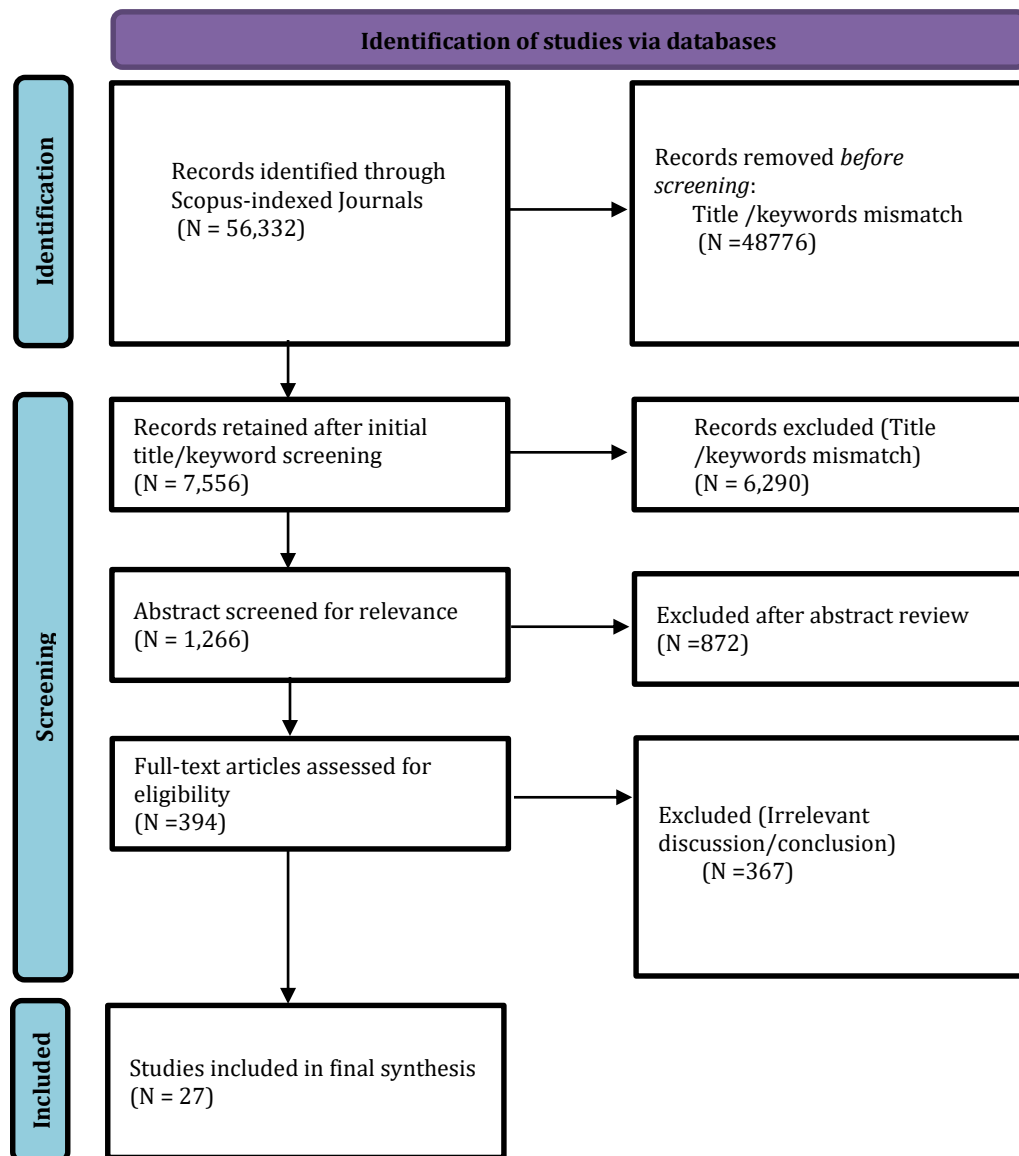 Identification of studies via databases
Identification
Records identified through
Scopus-indexed Journals
(N = 56,332)
Records removed before
screening:
Title /keywords mismatch
(N =48776)
Screening
Records retained after initial
title/keyword screening
(N = 7,556)
Records excluded (Title
/keywords mismatch)
(N = 6,290)
Abstract screened for relevance
(N = 1,266)
Excluded after abstract review
(N =872)
Full-text articles assessed for
eligibility
(N =394)
Excluded (Irrelevant
discussion/conclusion)
(N =367)
Included
Studies included in final synthesis
(N = 27)